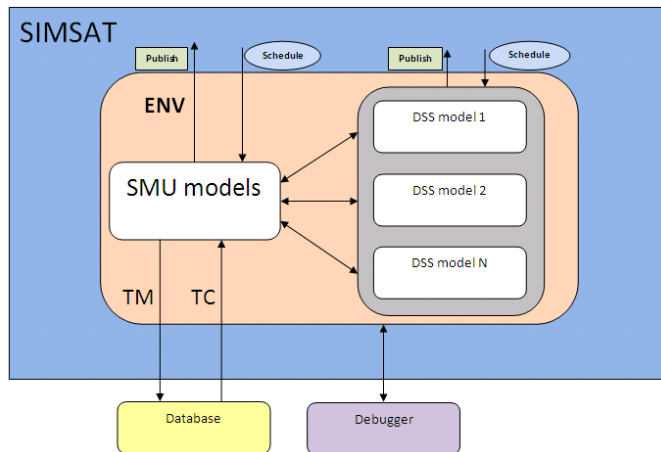 SIMSAT
Publish
Schedule
Publish
Schedule
ENV
DSS model 1
SMU models
DSS model 2
DSS model N
TM
TC
Database
Debugger